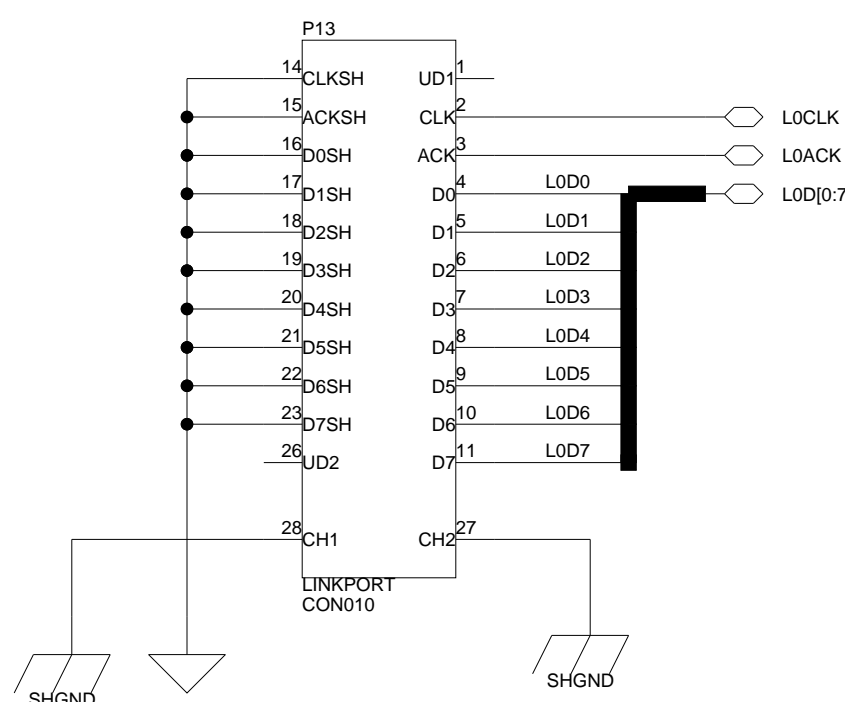 P13
14 CLKSH UD1 1
15 ACKSH CLK 2 L0CLK
16 D0SH ACK 3 L0ACK
17 D1SH D0 4 L0D0 L0D[0:7
18 D2SH D1 5 L0D1
19 D3SH D2 6 L0D2
20 D4SH D3 7 L0D3
21 D5SH D4 8 L0D4
22 D6SH D5 9 L0D5
23 D7SH D6 10 L0D6
26 UD2 D7 11 L0D7
28 CH1 CH2 27
LINKPORT
CON010
SHGND
SHGND